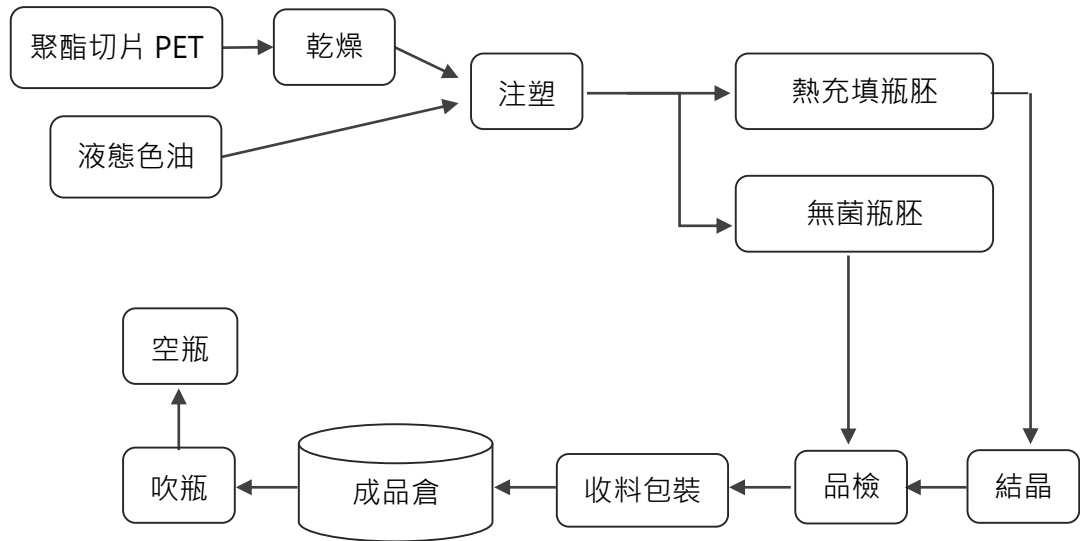 聚酯切片 PET
乾燥
注塑
熱充填瓶胚
液態色油
無菌瓶胚
空瓶
吹瓶
成品倉
收料包裝
品檢
結晶